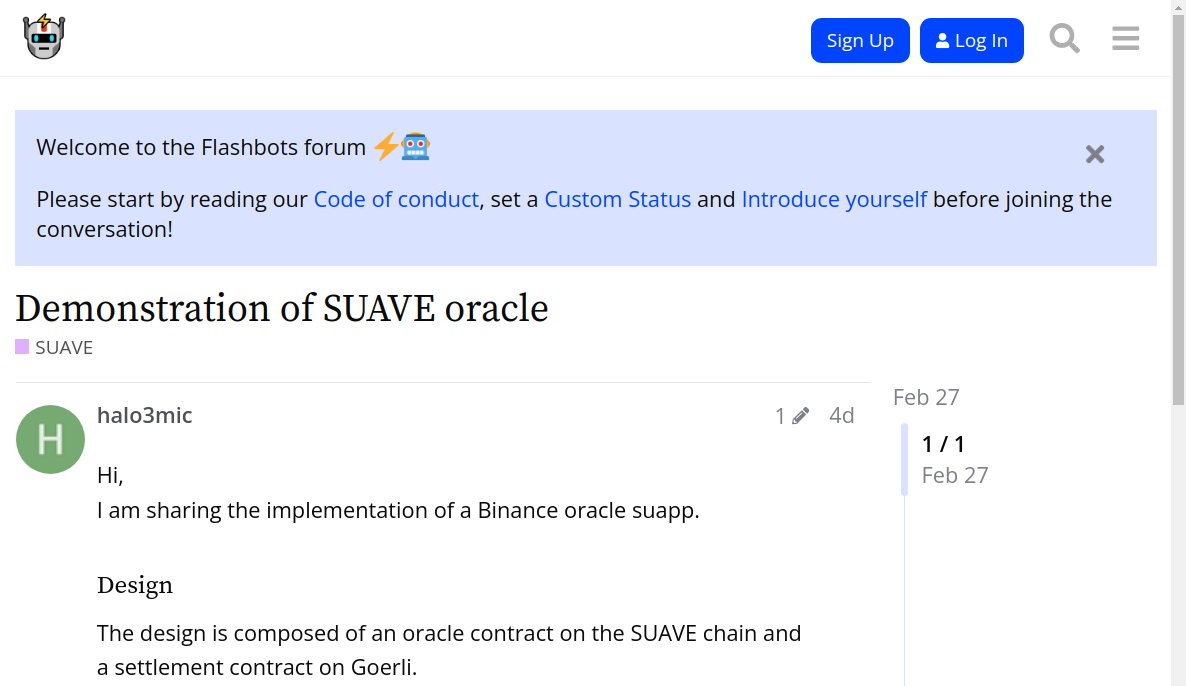 Sign Up
Log In
Welcome to the Flashbots forum
Please start by reading our Code of conduct, set a Custom Status and Introduce yourself before joining the
conversation!
Demonstration of SUAVE oracle
SUAVE
H
halo3mic
1
4d
Feb 27
1 / 1
Feb 27
Hi,
I am sharing the implementation of a Binance oracle suapp.
Design
The design is composed of an oracle contract on the SUAVE chain and
a settlement contract on Goerli.